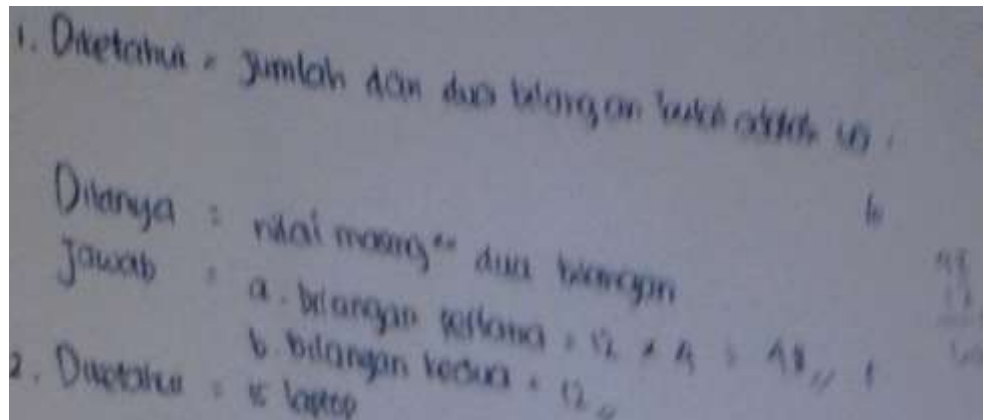 1. Diketahui = Jumlah dari dua bilangan bulat adalah 60.
Ditanya : nilai masing" dua bilangan
Jawab : a. bilangan pertama = 12 x 4 = 48 //
b. bilangan kedua = 12 //
2. Diketahui = 15 laptop